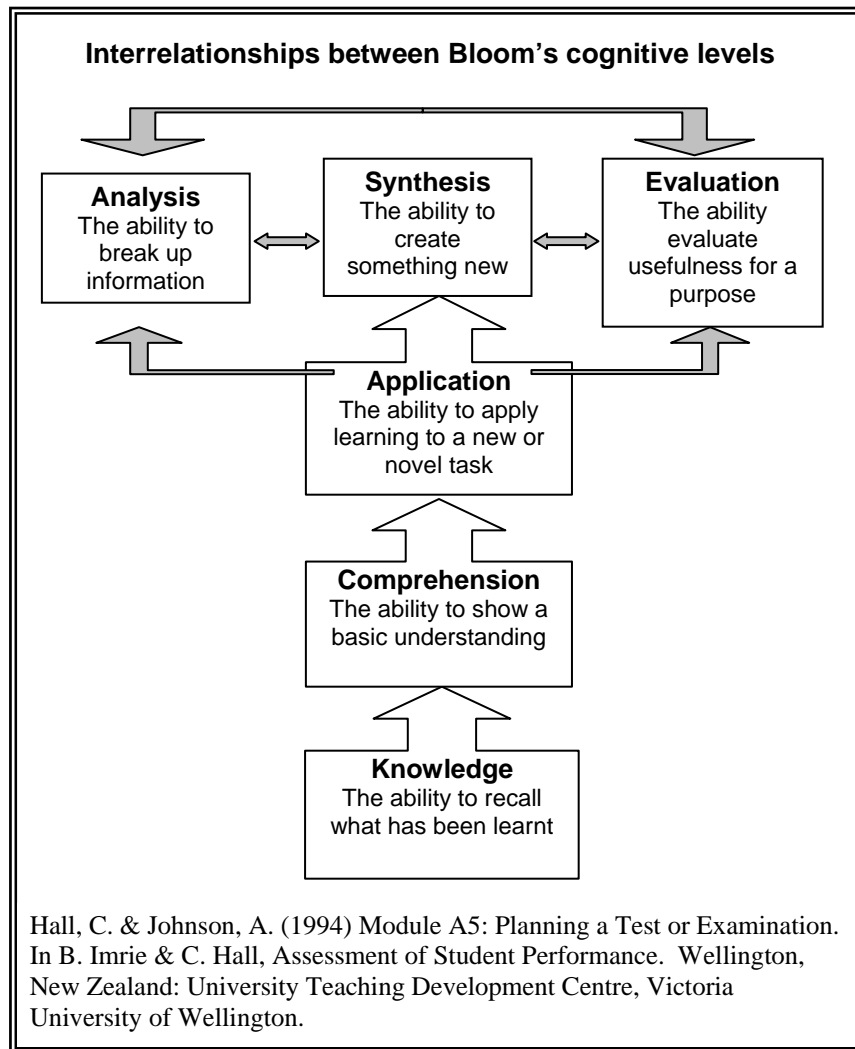 Interrelationships between Bloom’s cognitive levels
Analysis
The ability to
break up
information
Synthesis
The ability to
create
something new
Evaluation
The ability
evaluate
usefulness for a
purpose
Application
The ability to apply
learning to a new or
novel task
Comprehension
The ability to show a
basic understanding
Knowledge
The ability to recall
what has been learnt
Hall, C. & Johnson, A. (1994) Module A5: Planning a Test or Examination.
In B. Imrie & C. Hall, Assessment of Student Performance.  Wellington,
New Zealand: University Teaching Development Centre, Victoria
University of Wellington.